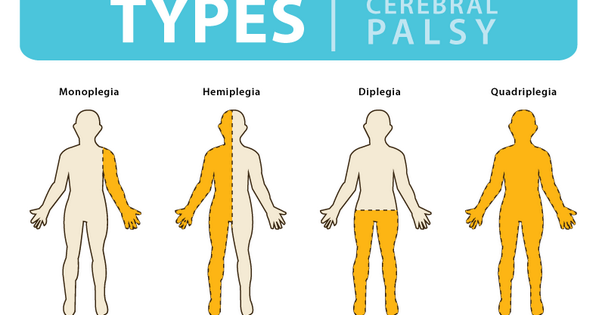 TYPES
CEREBRAL
PALSY
Monoplegia
Hemiplegia
Diplegia
Quadriplegia